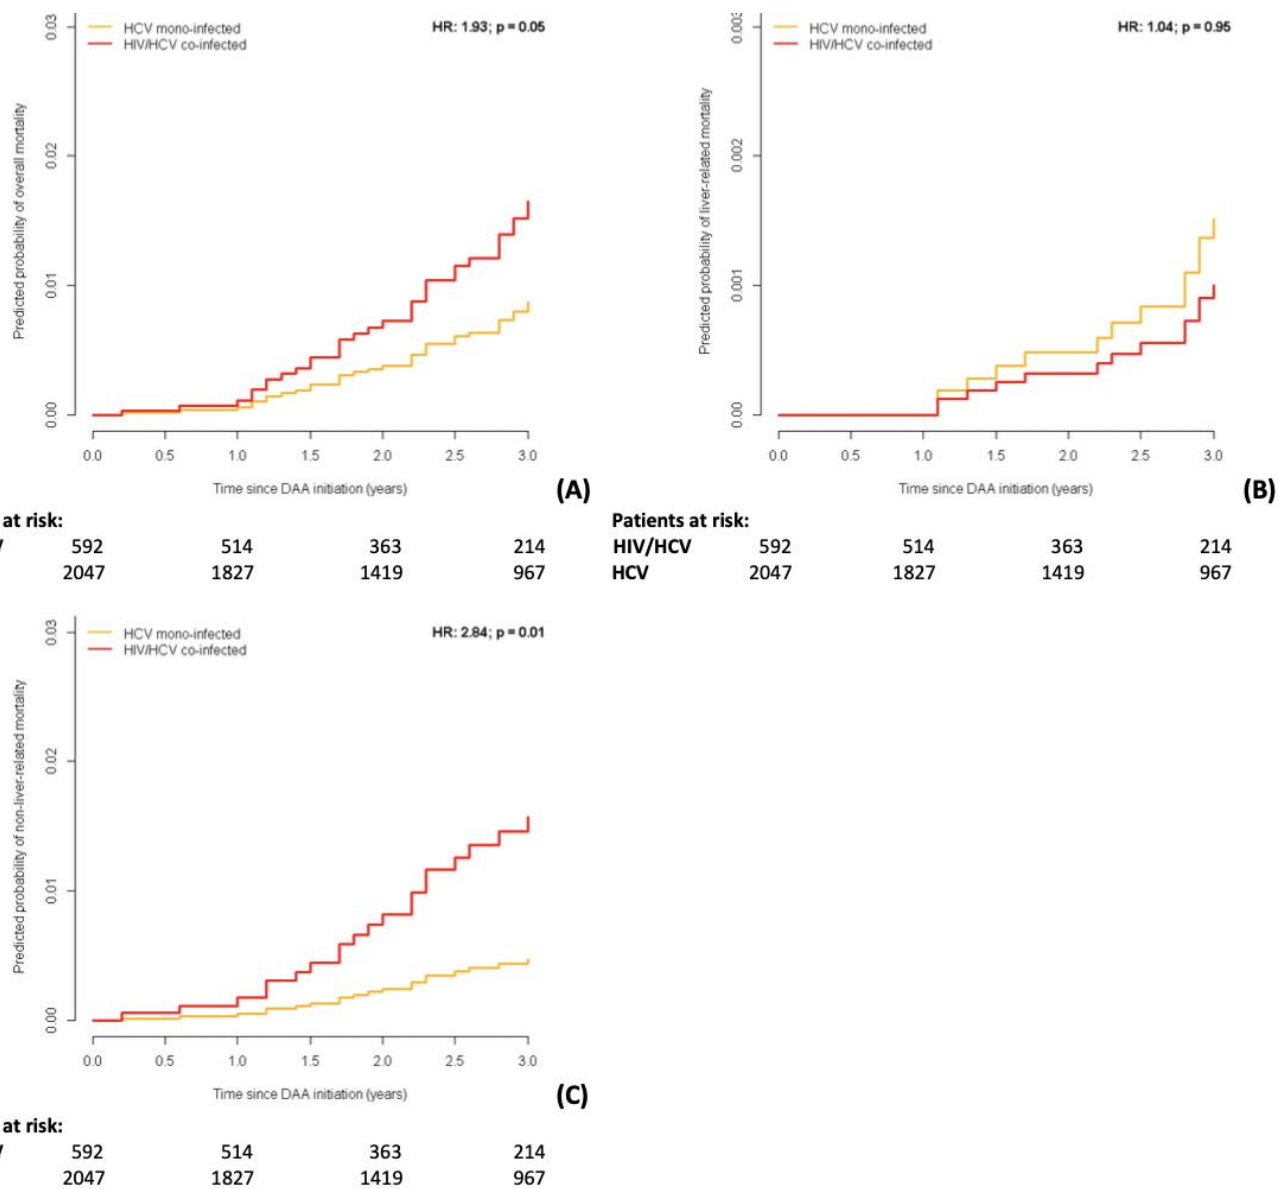 HCV mono-infected
HIV/HCV co-infected
HR: 1.93; p = 0.05
Predicted probability of overall mortality
0.03
0.02
0.01
0.00
0.0 0.5 1.0 1.5 2.0 2.5 3.0
Time since DAA initiation (years)
(A)
at risk:
592 514 363 214
2047 1827 1419 967
HCV mono-infected
HIV/HCV co-infected
HR: 1.04; p = 0.95
Predicted probability of liver-related mortality
0.002
0.001
0.00
0.0 0.5 1.0 1.5 2.0 2.5 3.0
Time since DAA initiation (years)
(B)
Patients at risk:
HIV/HCV 592 514 363 214
HCV 2047 1827 1419 967
HCV mono-infected
HIV/HCV co-infected
HR: 2.84; p = 0.01
Predicted probability of non-liver-related mortality
0.03
0.02
0.01
0.00
0.0 0.5 1.0 1.5 2.0 2.5 3.0
Time since DAA initiation (years)
(C)
at risk:
592 514 363 214
2047 1827 1419 967